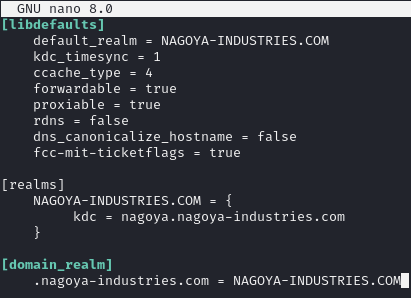 GNU nano 8.0
[libdefaults]
default_realm = NAGOYA-INDUSTRIES.COM
kdc_timesync = 1
ccache_type = 4
forwardable = true
proxiable = true
rdns = false
dns_canonicalize_hostname = false
fcc-mit-ticketflags = true
[realms]
NAGOYA-INDUSTRIES.COM = {
kdc = nagoya.nagoya-industries.com
}
[domain_realm]
.nagoya-industries.com = NAGOYA-INDUSTRIES.COM